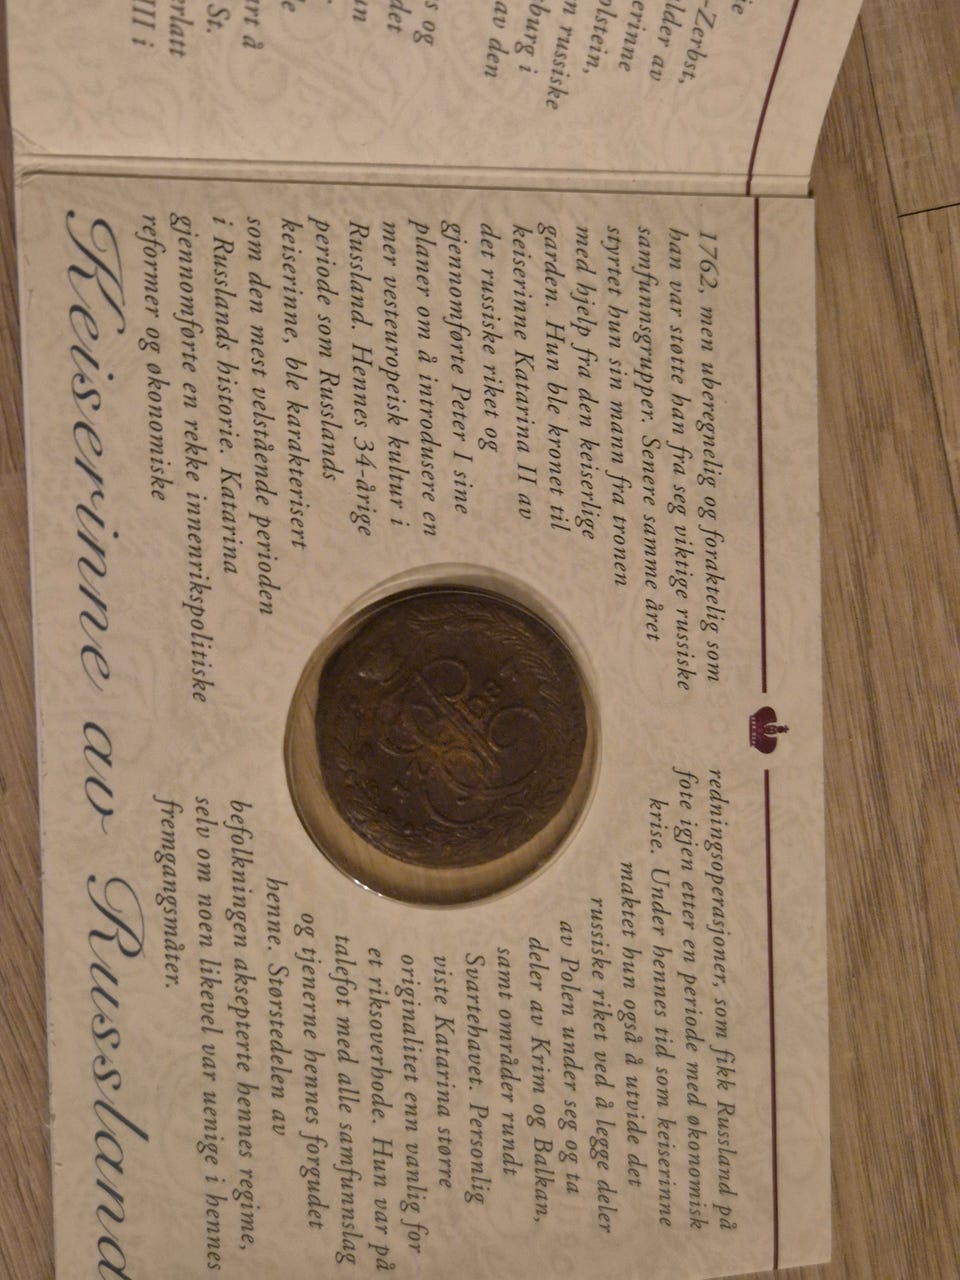 -Zerbst,
lder av
erinne
olstein,
n russiske
burg i
av den
s og
det
un
le
art å
St.
erlatt
III i
1762, men uberegnelig og foraktelig som
han var støtte han fra seg viktige russiske
samfunnsgrupper. Senere samme året
styrtet hun sin mann fra tronen
med hjelp fra den keiserlige
garden. Hun ble kronet til
keiserinne Katarina II av
det russiske riket og
gjennomførte Peter I sine
planer om å introdusere en
mer vesteuropeisk kultur i
Russland. Hennes 34-årige
periode som Russlands
keiserinne, ble karakterisert
som den mest velstående perioden
i Russlands historie. Katarina
gjennomførte en rekke innenrikspolitiske
reformer og økonomiske
redningsoperasjoner, som fikk Russland på
fote igjen etter en periode med økonomisk
krise. Under hennes tid som keiserinne
maktet hun også å utvide det
russiske riket ved å legge deler
av Polen under seg og ta
deler av Krim og Balkan,
samt områder rundt
Svartehavet. Personlig
viste Katarina større
originalitet enn vanlig for
et riksoverhode. Hun var på
talefot med alle samfunnslag
og tjenerne hennes forgudet
henne. Størstedelen av
befolkningen aksepterte hennes regime,
selv om noen likevel var uenige i hennes
fremgangsmåter.
Keiserinne av Russland